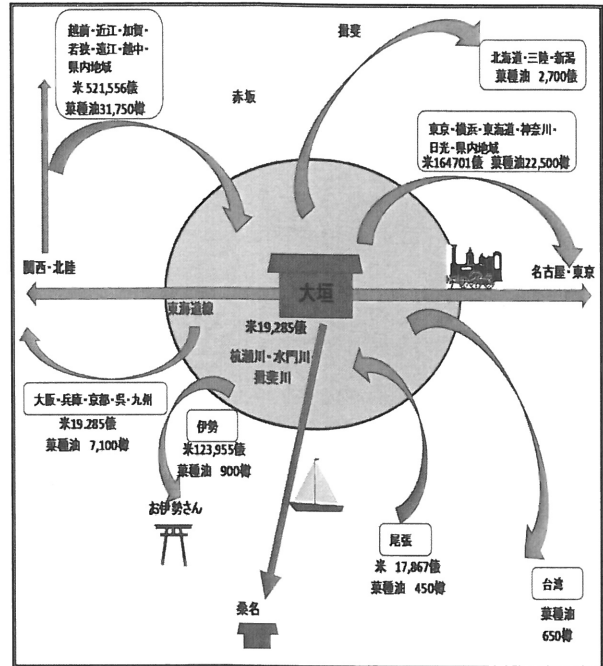 越前・近江・加賀・
若狭・遠江・越中・
県内地域
米 521,556俵
菜種油31,750樽
揖斐
赤坂
北海道・三陸・新潟
菜種油 2,700俵
東京・横浜・東海道・神奈川・
日光・県内地域
米164701俵 菜種油22,500樽
関西・北陸
名古屋・東京
大垣
東海道線
米19,285俵
杭瀬川・水門川
揖斐川
大阪・兵庫・京都・呉・九州
米19.285俵
菜種油 7,100樽
伊勢
米123,955俵
菜種油 900樽
お伊勢さん
尾張
米 17,867俵
菜種油 450樽
台湾
菜種油
650樽
桑名